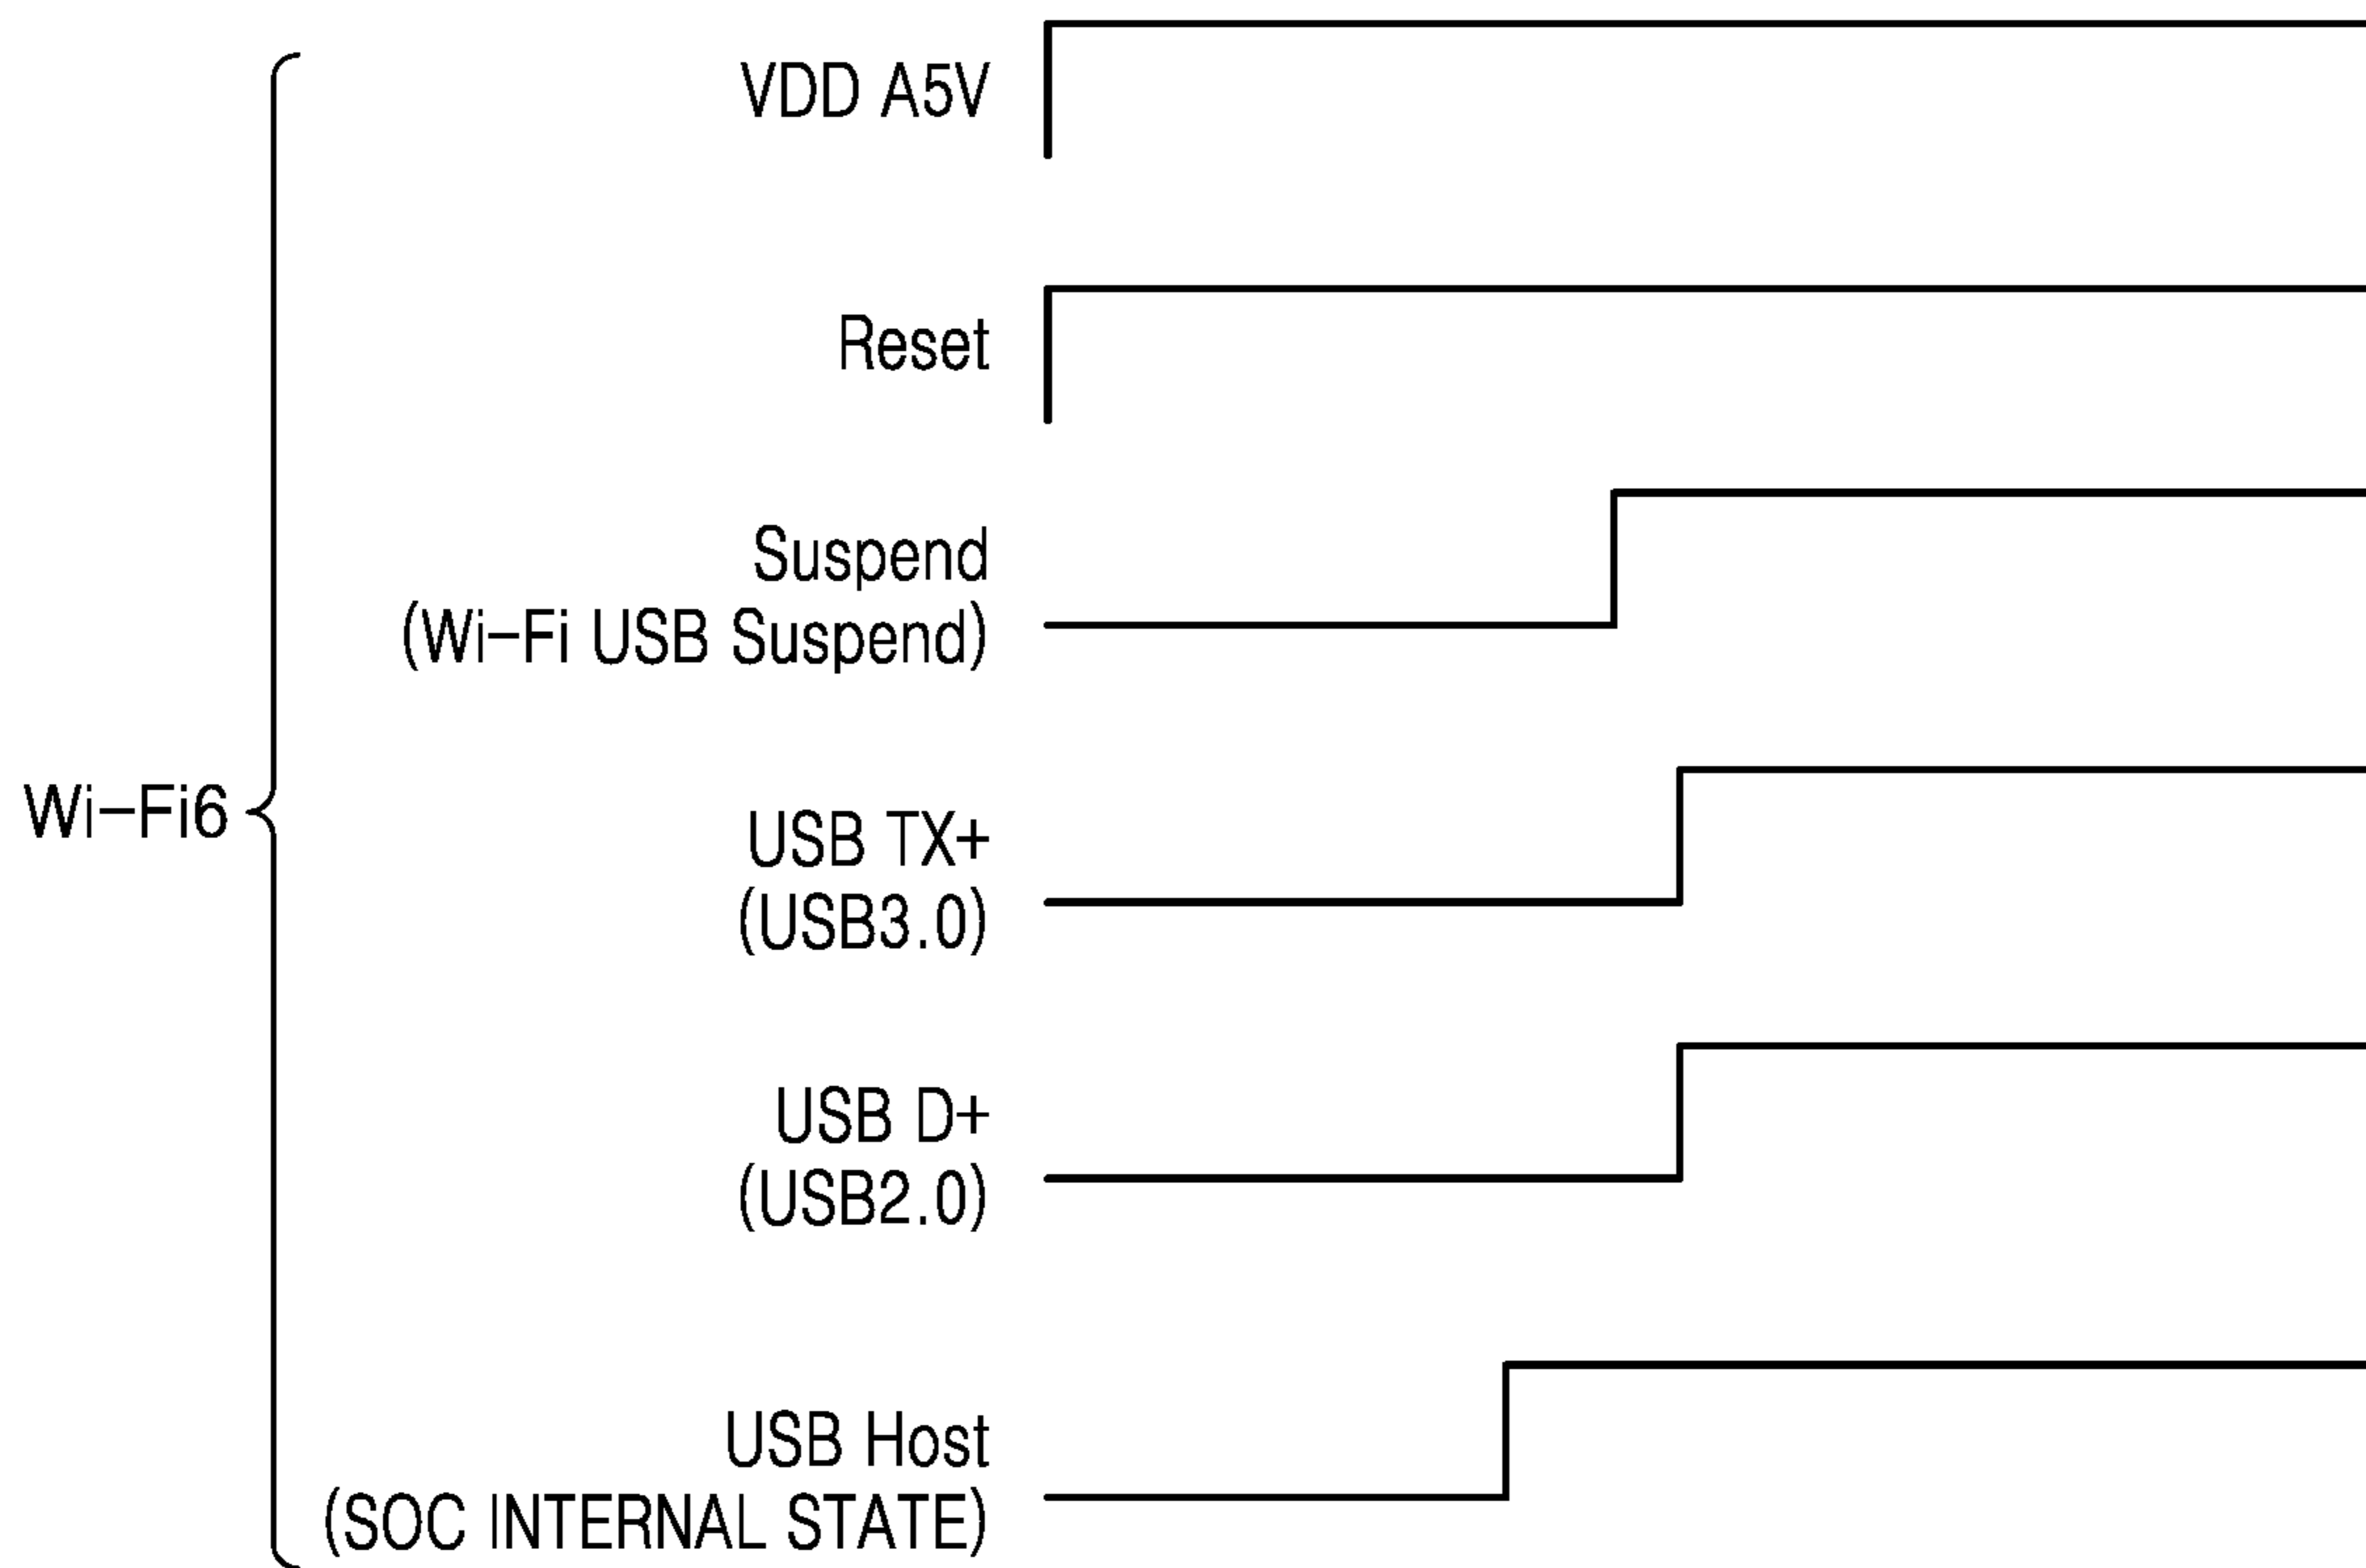 VDD A5V
Reset
Suspend
(Wi-Fi USB Suspend)
Wi-Fi6
USB TX+
(USB3.0)
USB D+
(USB2.0)
USB Host
(SOC INTERNAL STATE)